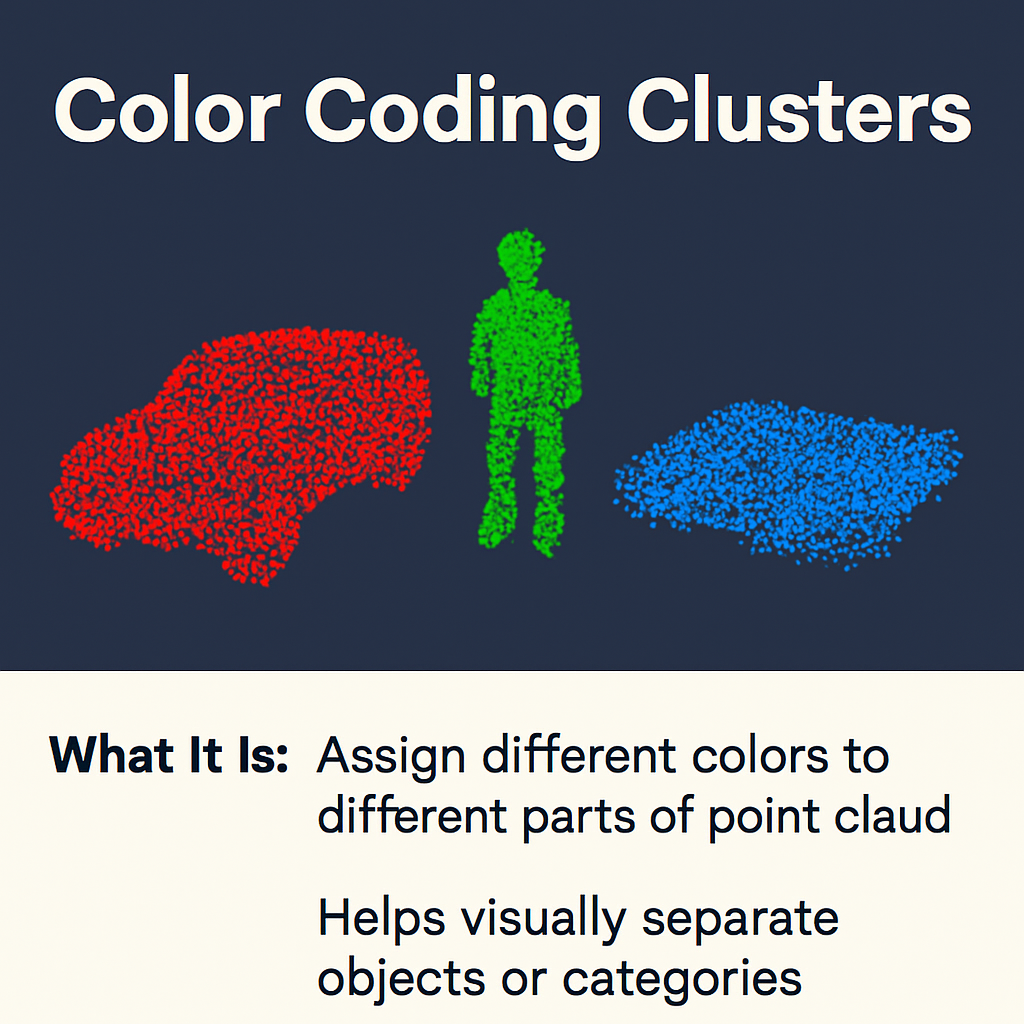 Color Coding Clusters
What It Is: Assign different colors to
different parts of point claud
Helps visually separate
objects or categories